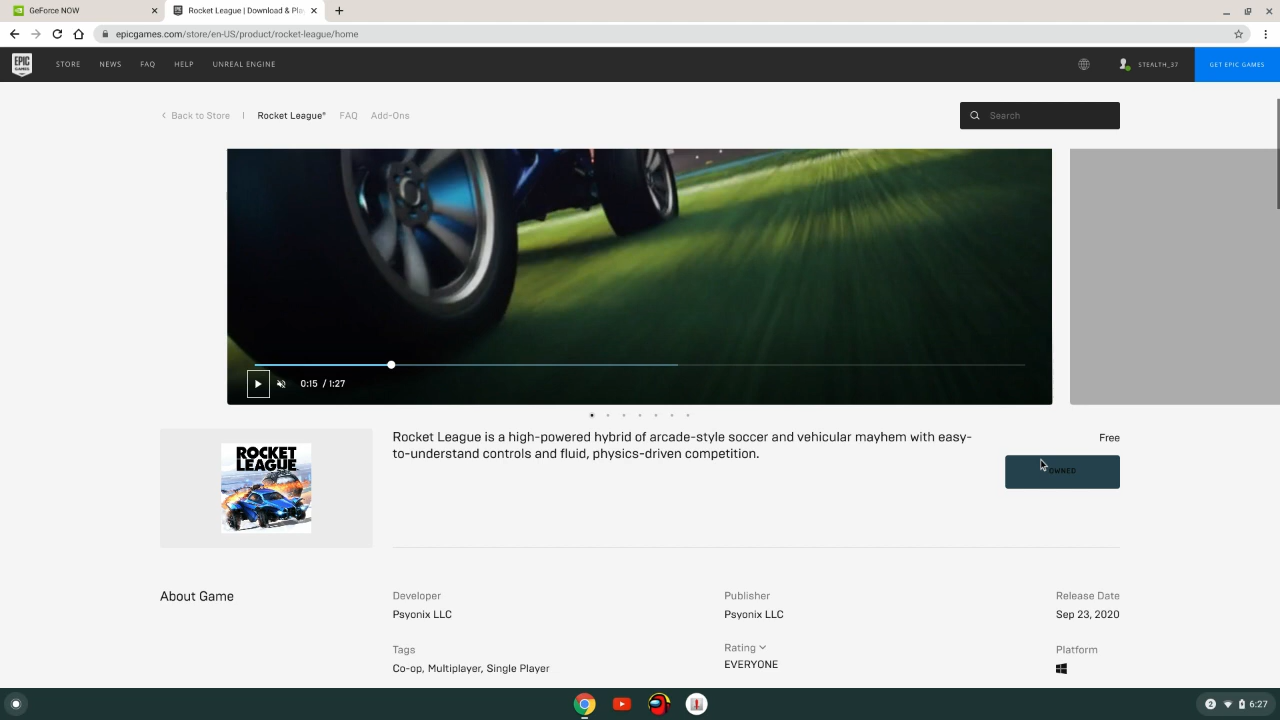 GeForce NOW
Rocket League | Download & Pla
epicgames.com/store/en-US/product/rocket-league/home
EPIC GAMES
STORE NEWS FAQ HELP UNREAL ENGINE
STEALTH_37
GET EPIC GAMES
Back to Store | Rocket League® FAQ Add-Ons
Search
0:15 / 1:27
ROCKET
LEAGUE
Rocket League is a high-powered hybrid of arcade-style soccer and vehicular mayhem with easy-
to-understand controls and fluid, physics-driven competition.
Free
OWNED
About Game
Developer
Psyonix LLC
Publisher
Psyonix LLC
Release Date
Sep 23, 2020
Tags
Co-op, Multiplayer, Single Player
Rating
EVERYONE
Platform
2
6:27